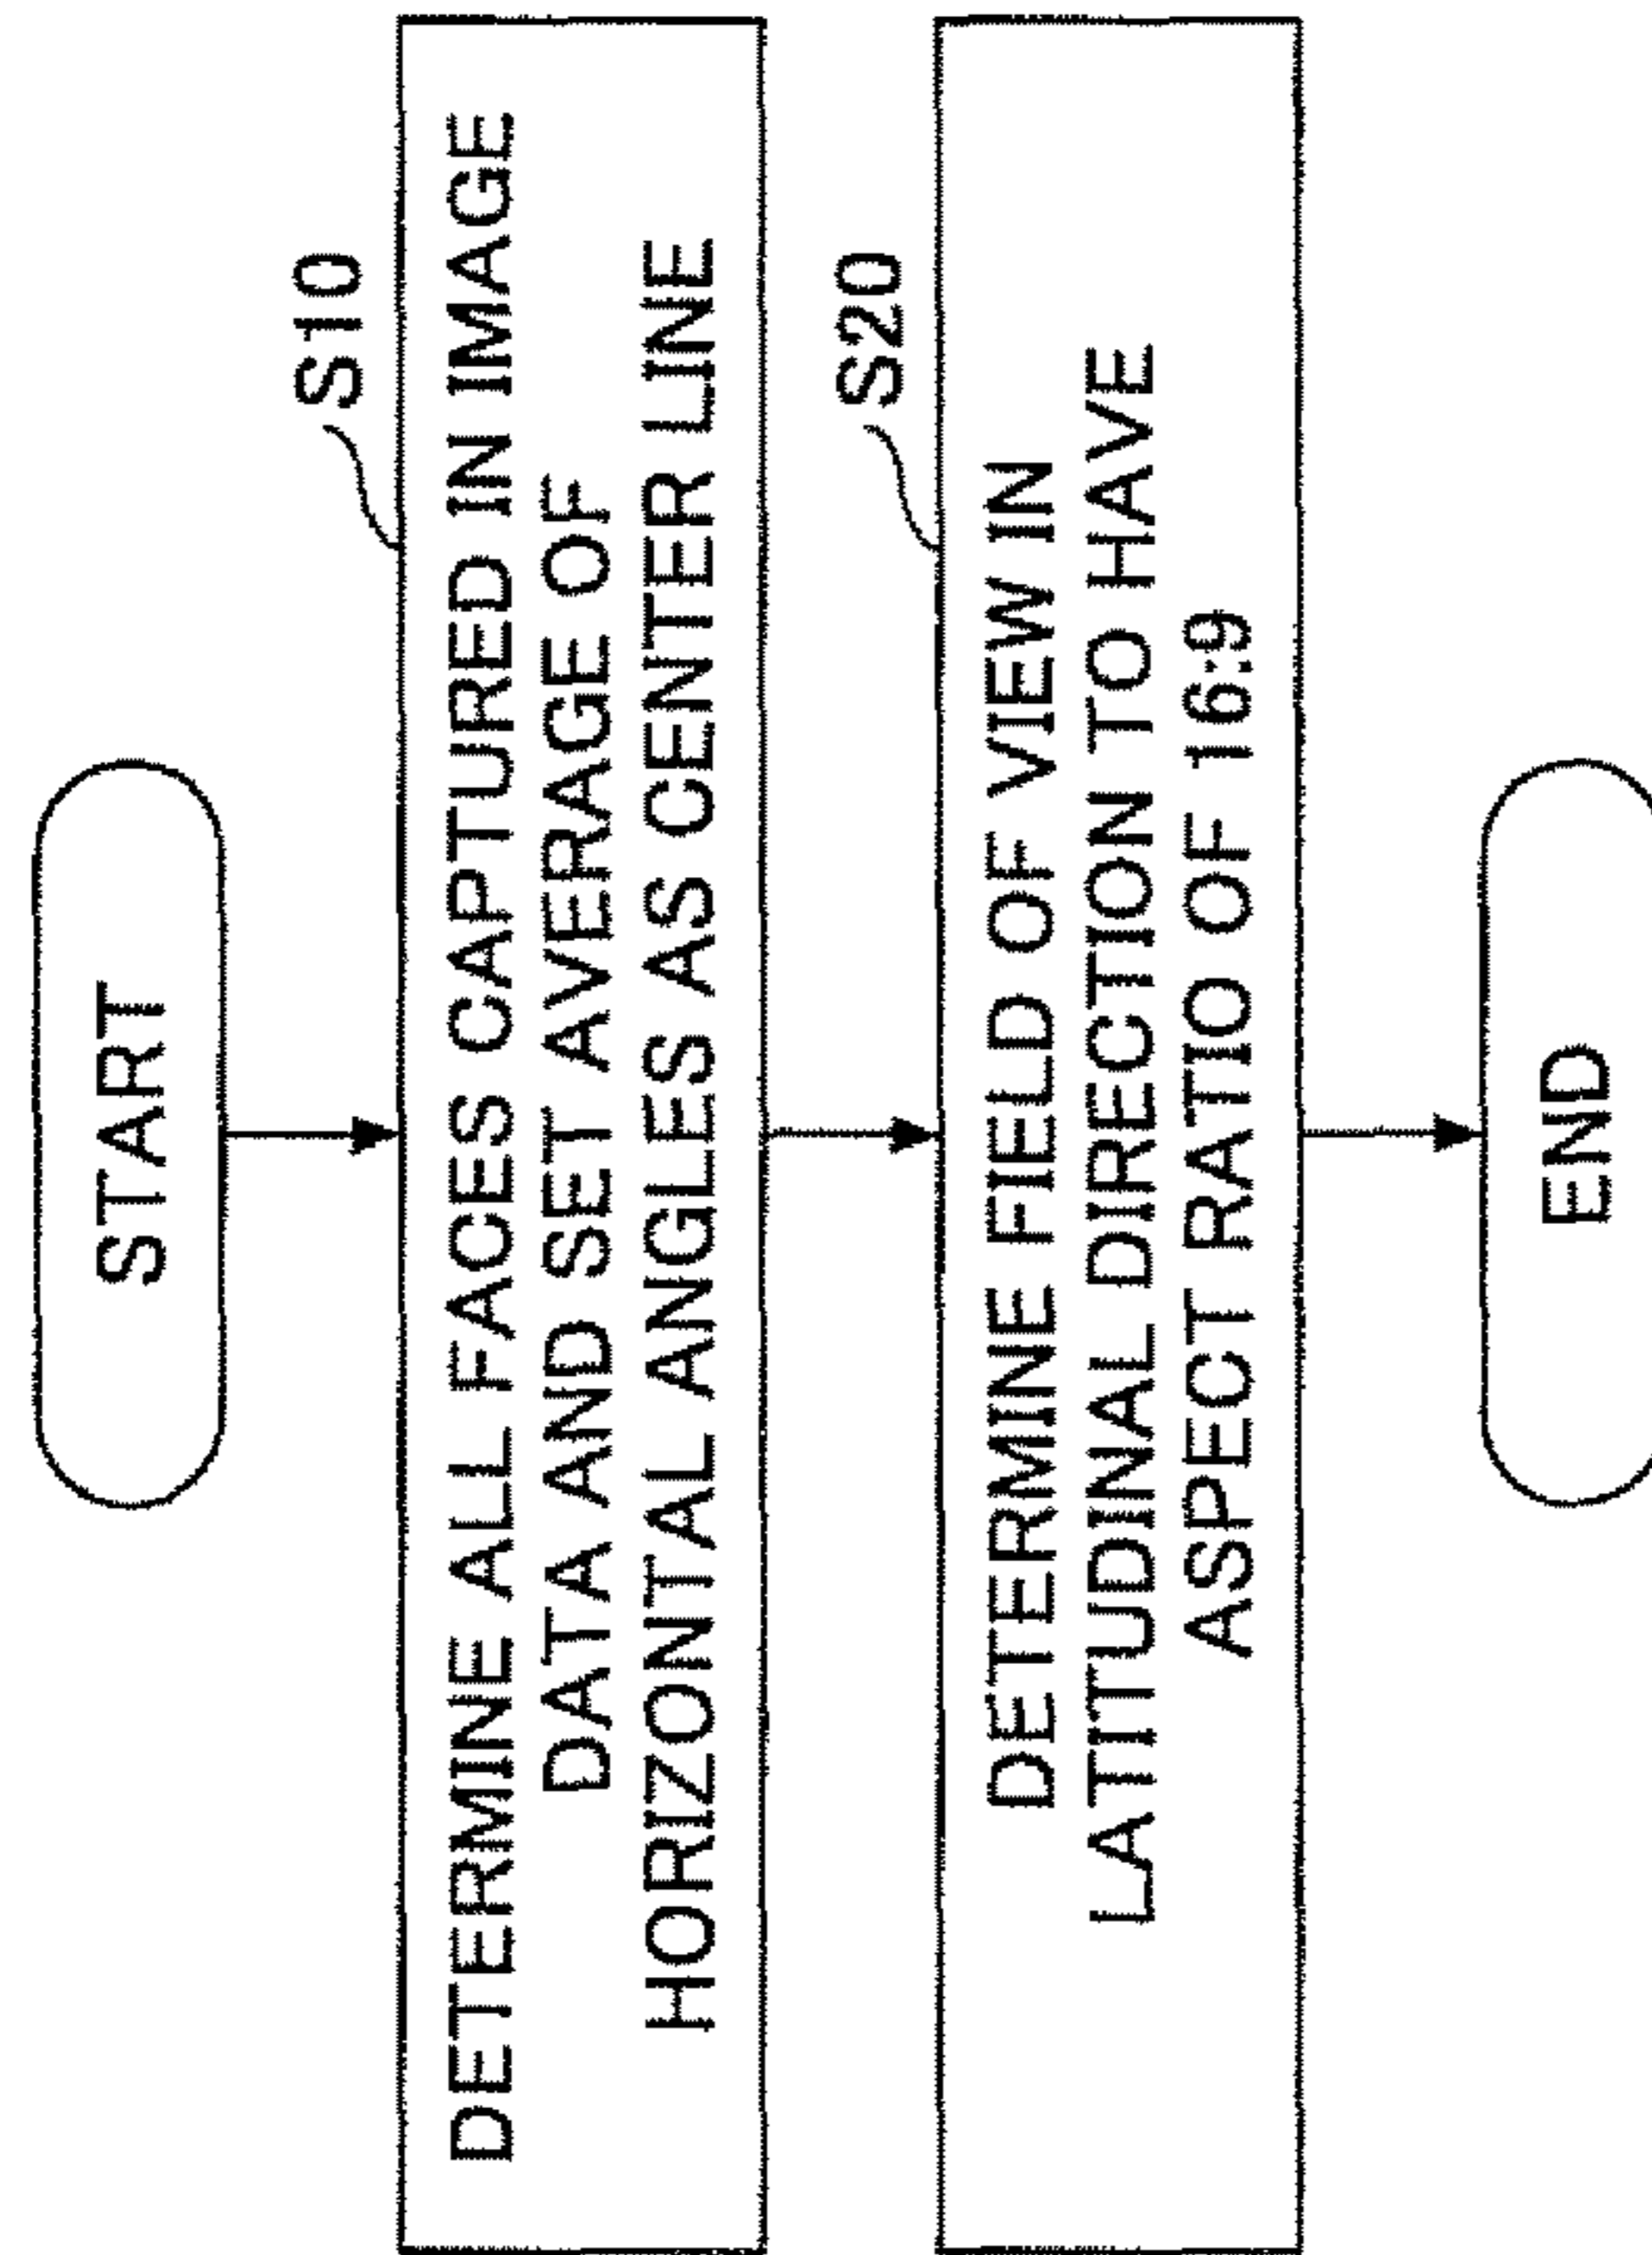 START
S10
DETERMINE ALL FACES CAPTURED IN IMAGE
DATA AND SET AVERAGE OF
HORIZONTAL ANGLES AS CENTER LINE
S20
DETERMINE FIELD OF VIEW IN
LATITUDINAL DIRECTION TO HAVE
ASPECT RATIO OF 16:9
END